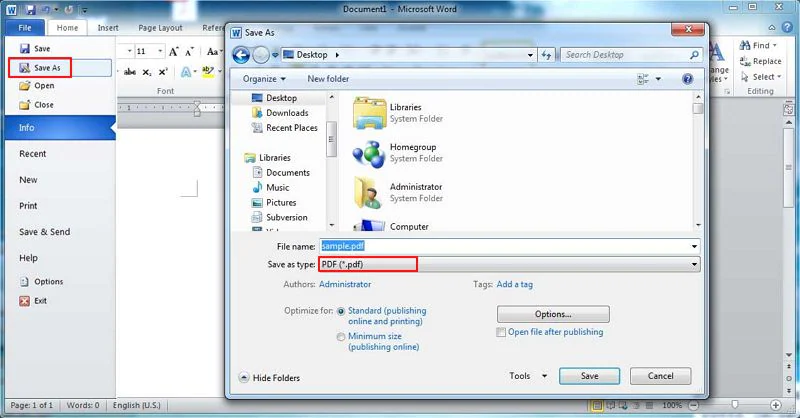 Document1 - Microsoft Word
File
Home
Insert
Page Layout
Save
Save As
Open
Close
Info
Recent
New
Print
Save & Send
Help
Options
Exit
11
Font
Find
Replace
Select
Editing
Save As
Desktop
Search Desktop
Organize
New folder
Desktop
Downloads
Recent Places
Libraries
Documents
Music
Pictures
Subversion
Libraries
System Folder
Homegroup
System Folder
Administrator
System Folder
Computer
File name: sample.pdf
Save as type: PDF (*.pdf)
Authors: Administrator
Tags: Add a tag
Optimize for:
Standard (publishing
online and printing)
Minimum size
(publishing online)
Options...
Open file after publishing
Hide Folders
Tools
Save
Cancel
Page: 1 of 1
Words: 0
English (U.S.)
100%